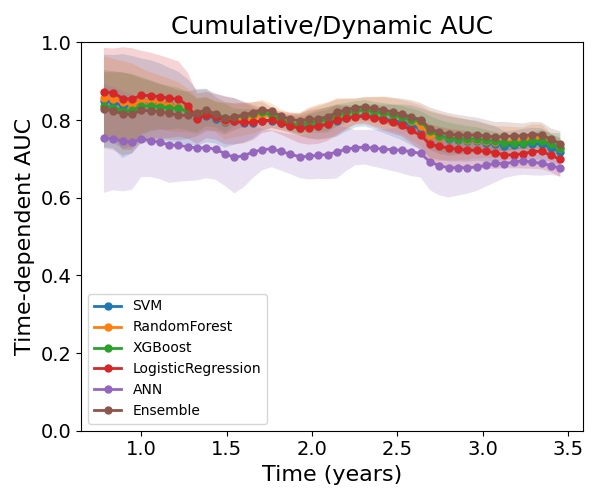 Cumulative/Dynamic AUC
Time-dependent AUC
1.0
0.8
0.6
0.4
0.2
0.0
SVM
RandomForest
XGBoost
LogisticRegression
ANN
Ensemble
1.0 1.5 2.0 2.5 3.0 3.5
Time (years)